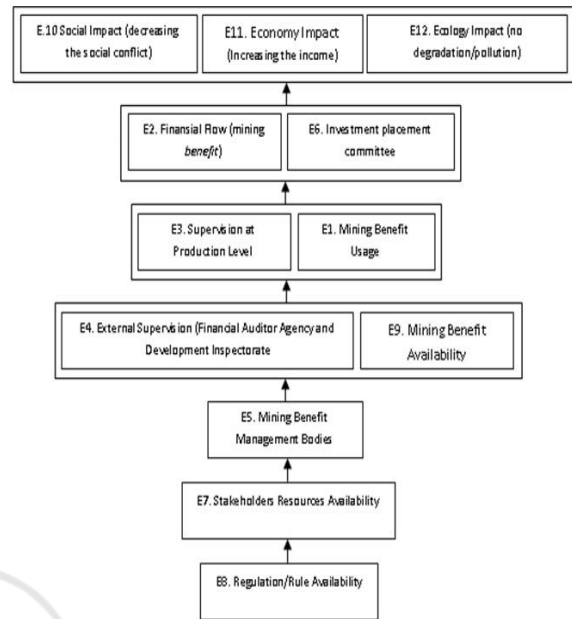 E.10 Social Impact (decreasing
the social conflict)
E11. Economy Impact
(Increasing the income)
E12. Ecology Impact (no
degradation/pollution)
E2. Financial Flow (mining
benefit)
E6. Investment placement
committee
E3. Supervision at
Production Level
E1. Mining Benefit
Usage
E4. External Supervision (Financial Auditor Agency and
Development Inspectorate
E9. Mining Benefit
Availability
E5. Mining Benefit
Management Bodies
E7. Stakeholders Resources Availability
E8. Regulation/Rule Availability